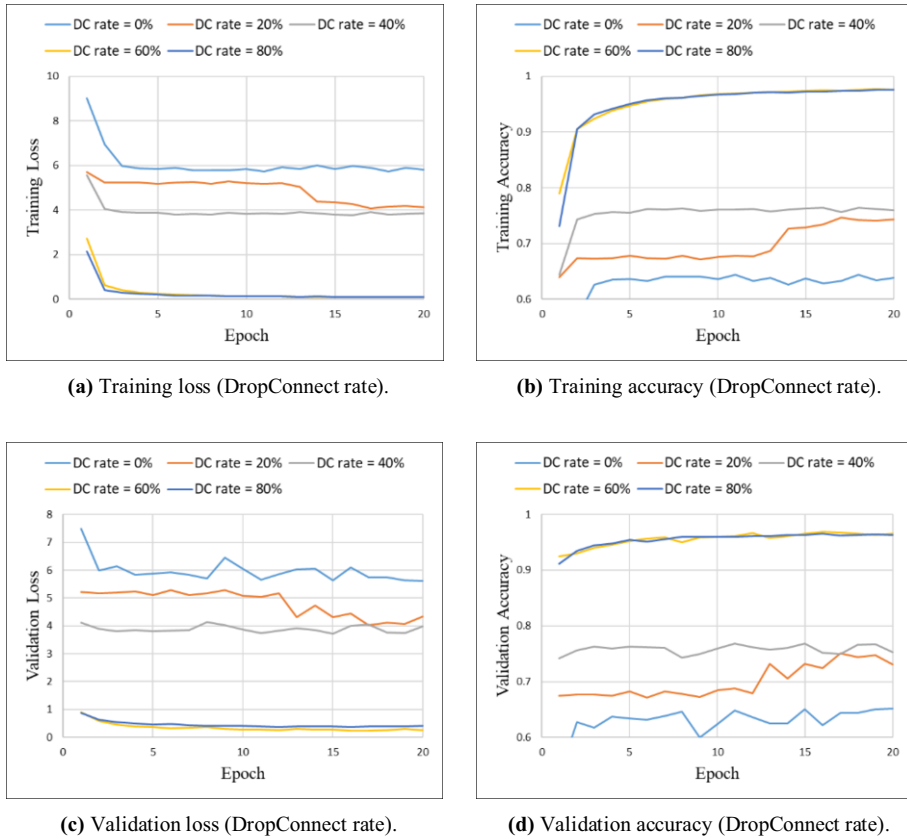 DC rate = 0% DC rate = 20% DC rate = 40%
DC rate = 60% DC rate = 80%
10
8
6
4
2
0
0 5 10 15 20
Training Loss
Epoch
(a) Training loss (DropConnect rate).
DC rate = 0% DC rate = 20% DC rate = 40%
DC rate = 60% DC rate = 80%
1
0.9
0.8
0.7
0.6
0 5 10 15 20
Training Accuracy
Epoch
(b) Training accuracy (DropConnect rate).
DC rate = 0% DC rate = 20% DC rate = 40%
DC rate = 60% DC rate = 80%
8
7
6
5
4
3
2
1
0
0 5 10 15 20
Validation Loss
Epoch
(c) Validation loss (DropConnect rate).
DC rate = 0% DC rate = 20% DC rate = 40%
DC rate = 60% DC rate = 80%
1
0.9
0.8
0.7
0.6
0 5 10 15 20
Validation Accuracy
Epoch
(d) Validation accuracy (DropConnect rate).